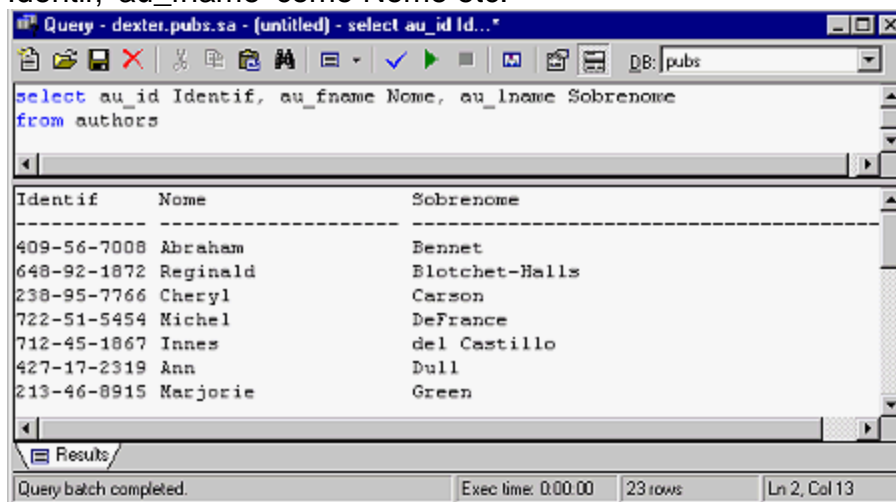 Query - dexter.pubs.sa - (untitled) - select au_id Id...*
DB: pubs
select au_id Identif, au_fname Nome, au_lname Sobrenome
from authors
Identif Nome Sobrenome
----------- -------------------- ----------------------------------------
409-56-7008 Abraham Bennet
648-92-1872 Reginald Blotchet-Halls
238-95-7766 Cheryl Carson
722-51-5454 Michel DeFrance
712-45-1867 Innes del Castillo
427-17-2319 Ann Dull
213-46-8915 Marjorie Green
Results
Query batch completed. Exec time: 0:00:00 23 rows Ln 2, Col 13